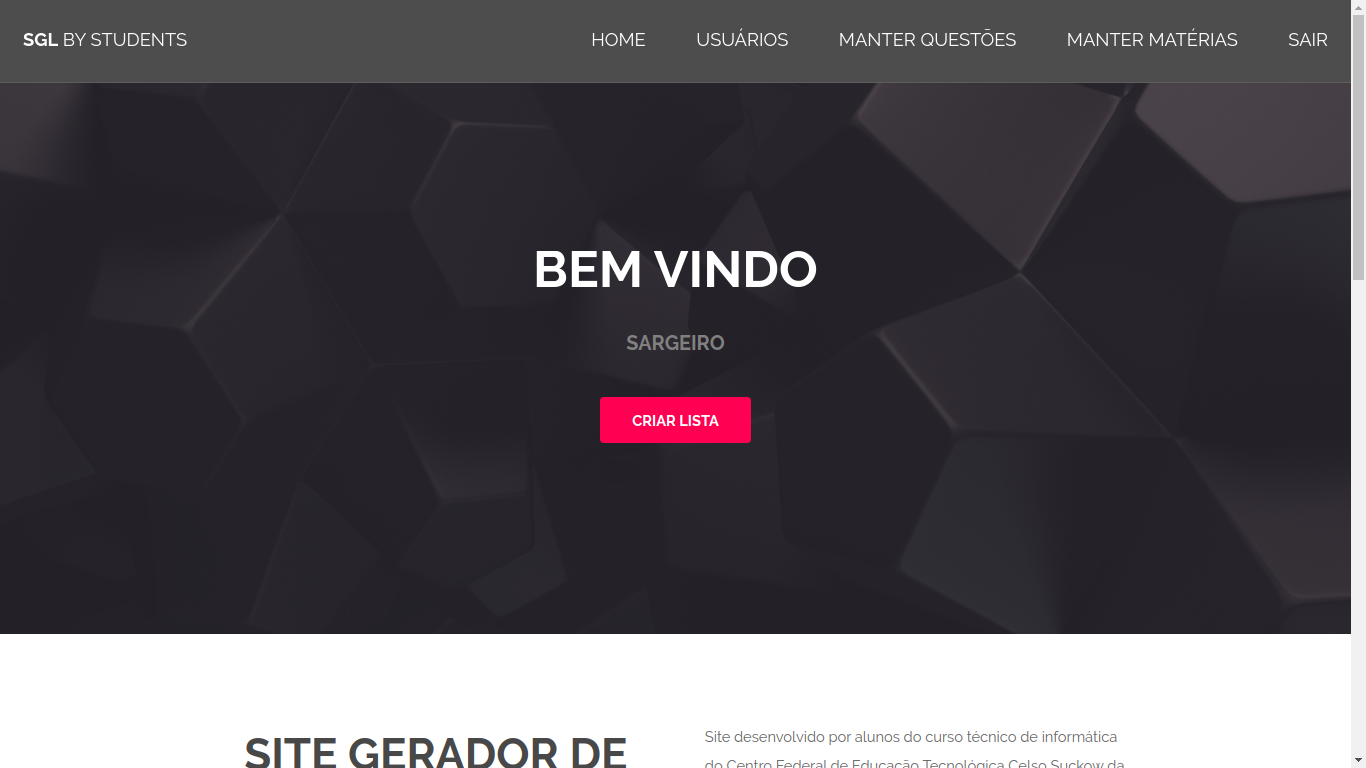 SGL BY STUDENTS
HOME USUÁRIOS MANTER QUESTÕES MANTER MATÉRIAS SAIR
BEM VINDO
SARGEIRO
CRIAR LISTA
SITE GERADOR DE
Site desenvolvido por alunos do curso técnico de informática
do Centro Federal de Educação Tecnológica Celso Suckow da